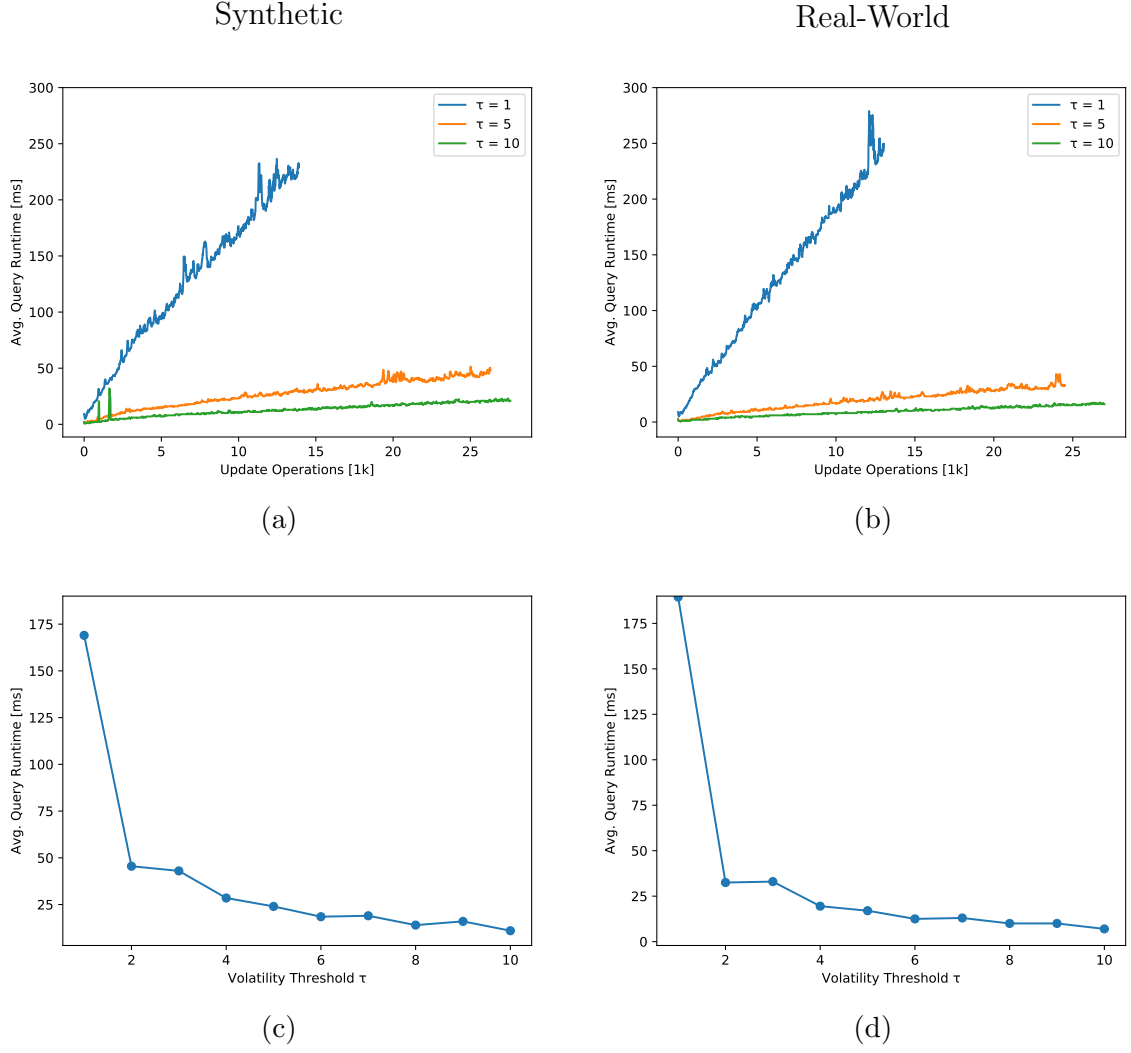 Synthetic
Real-World
Avg. Query Runtime [ms]
300
250
200
150
100
50
0
τ = 1
τ = 5
τ = 10
0 5 10 15 20 25
Update Operations [1k]
(a)
Avg. Query Runtime [ms]
300
250
200
150
100
50
0
τ = 1
τ = 5
τ = 10
0 5 10 15 20 25
Update Operations [1k]
(b)
Avg. Query Runtime [ms]
175
150
125
100
75
50
25
2 4 6 8 10
Volatility Threshold τ
(c)
Avg. Query Runtime [ms]
175
150
125
100
75
50
25
0
2 4 6 8 10
Volatility Threshold τ
(d)